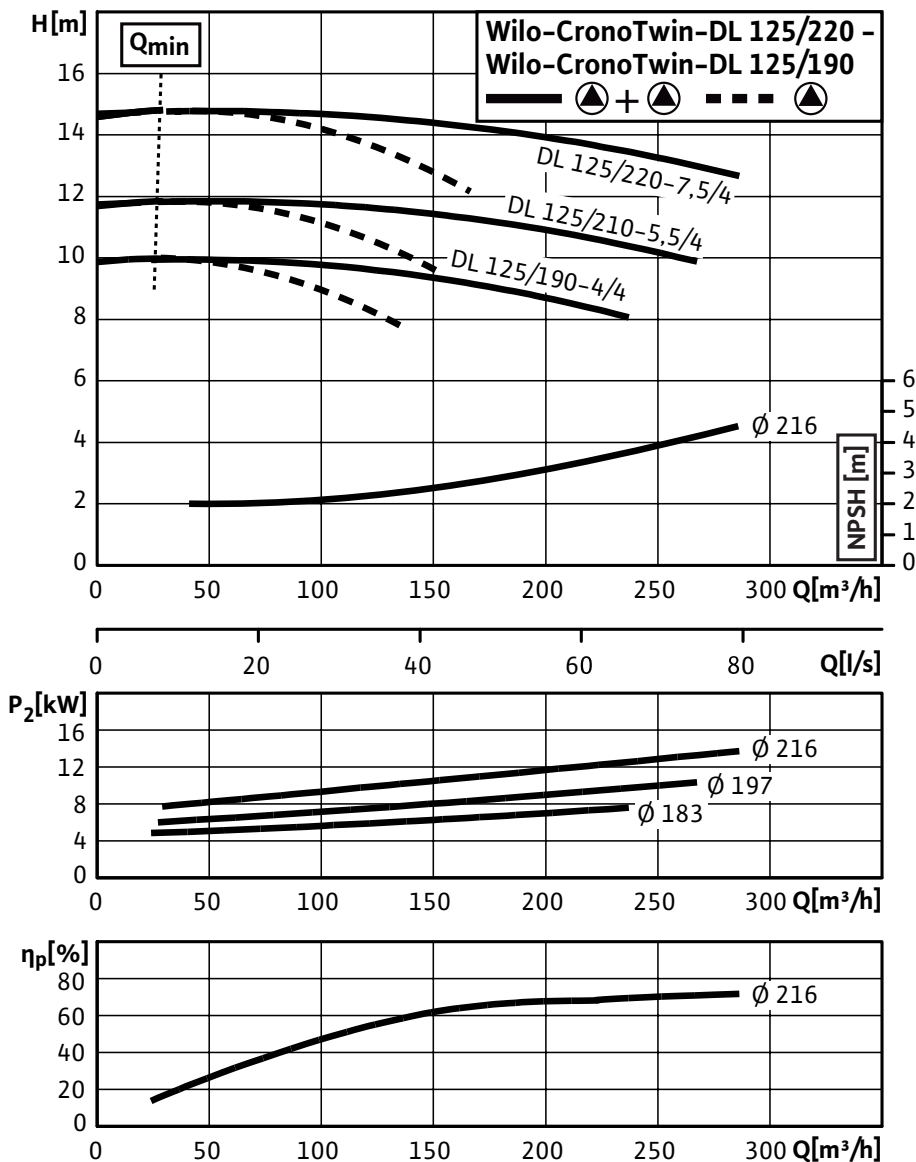 H[m]
Qmin
Wilo-CronoTwin-DL 125/220 -
Wilo-CronoTwin-DL 125/190
+
16
14
12
10
8
6
4
2
0
DL 125/220-7,5/4
DL 125/210-5,5/4
DL 125/190-4/4
Ø 216
6
5
4
3
2
1
0
NPSH [m]
0 50 100 150 200 250 300 Q[m³/h]
0 20 40 60 80 Q[l/s]
P₂[kW]
16
12
8
4
0
Ø 216
Ø 197
Ø 183
0 50 100 150 200 250 300 Q[m³/h]
ηp[%]
80
60
40
20
0
Ø 216
0 50 100 150 200 250 300 Q[m³/h]